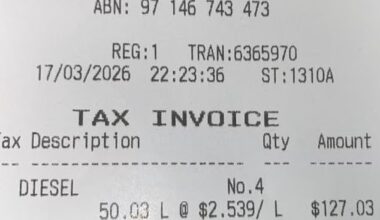 ABN: 97 146 743 473
REG:1 TRAN:6365970
17/03/2026 22:23:36 ST:1310A
TAX INVOICE
Tax Description Qty Amount
--- ----------- --- ------
DIESEL No.4
50.03 L @ $2.539/ L $127.03